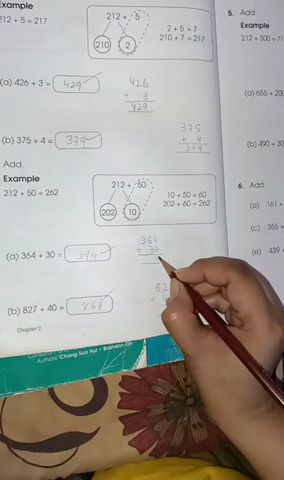 Example
212 + 5 = 217
212 + 5
210 2
2 + 5 = 7
210 + 7 = 217
(a) 426 + 3 = 429
426
+ 3
429
(b) 375 + 4 = 379
375
+ 4
379
Add.
Example
212 + 50 = 262
212 + 50
202 10
10 + 50 = 60
202 + 60 = 262
(a) 364 + 30 = 394
364
+ 30
(b) 827 + 40 = 867
82
+
Chapter 2
Authors: Chang Suo Hui • Brandon Oh
5. Add.
Example
212 + 500 = 71
(a) 655 + 200
(b) 490 + 30
6. Add.
(a) 161 +
(c) 355 +
(e) 439 +